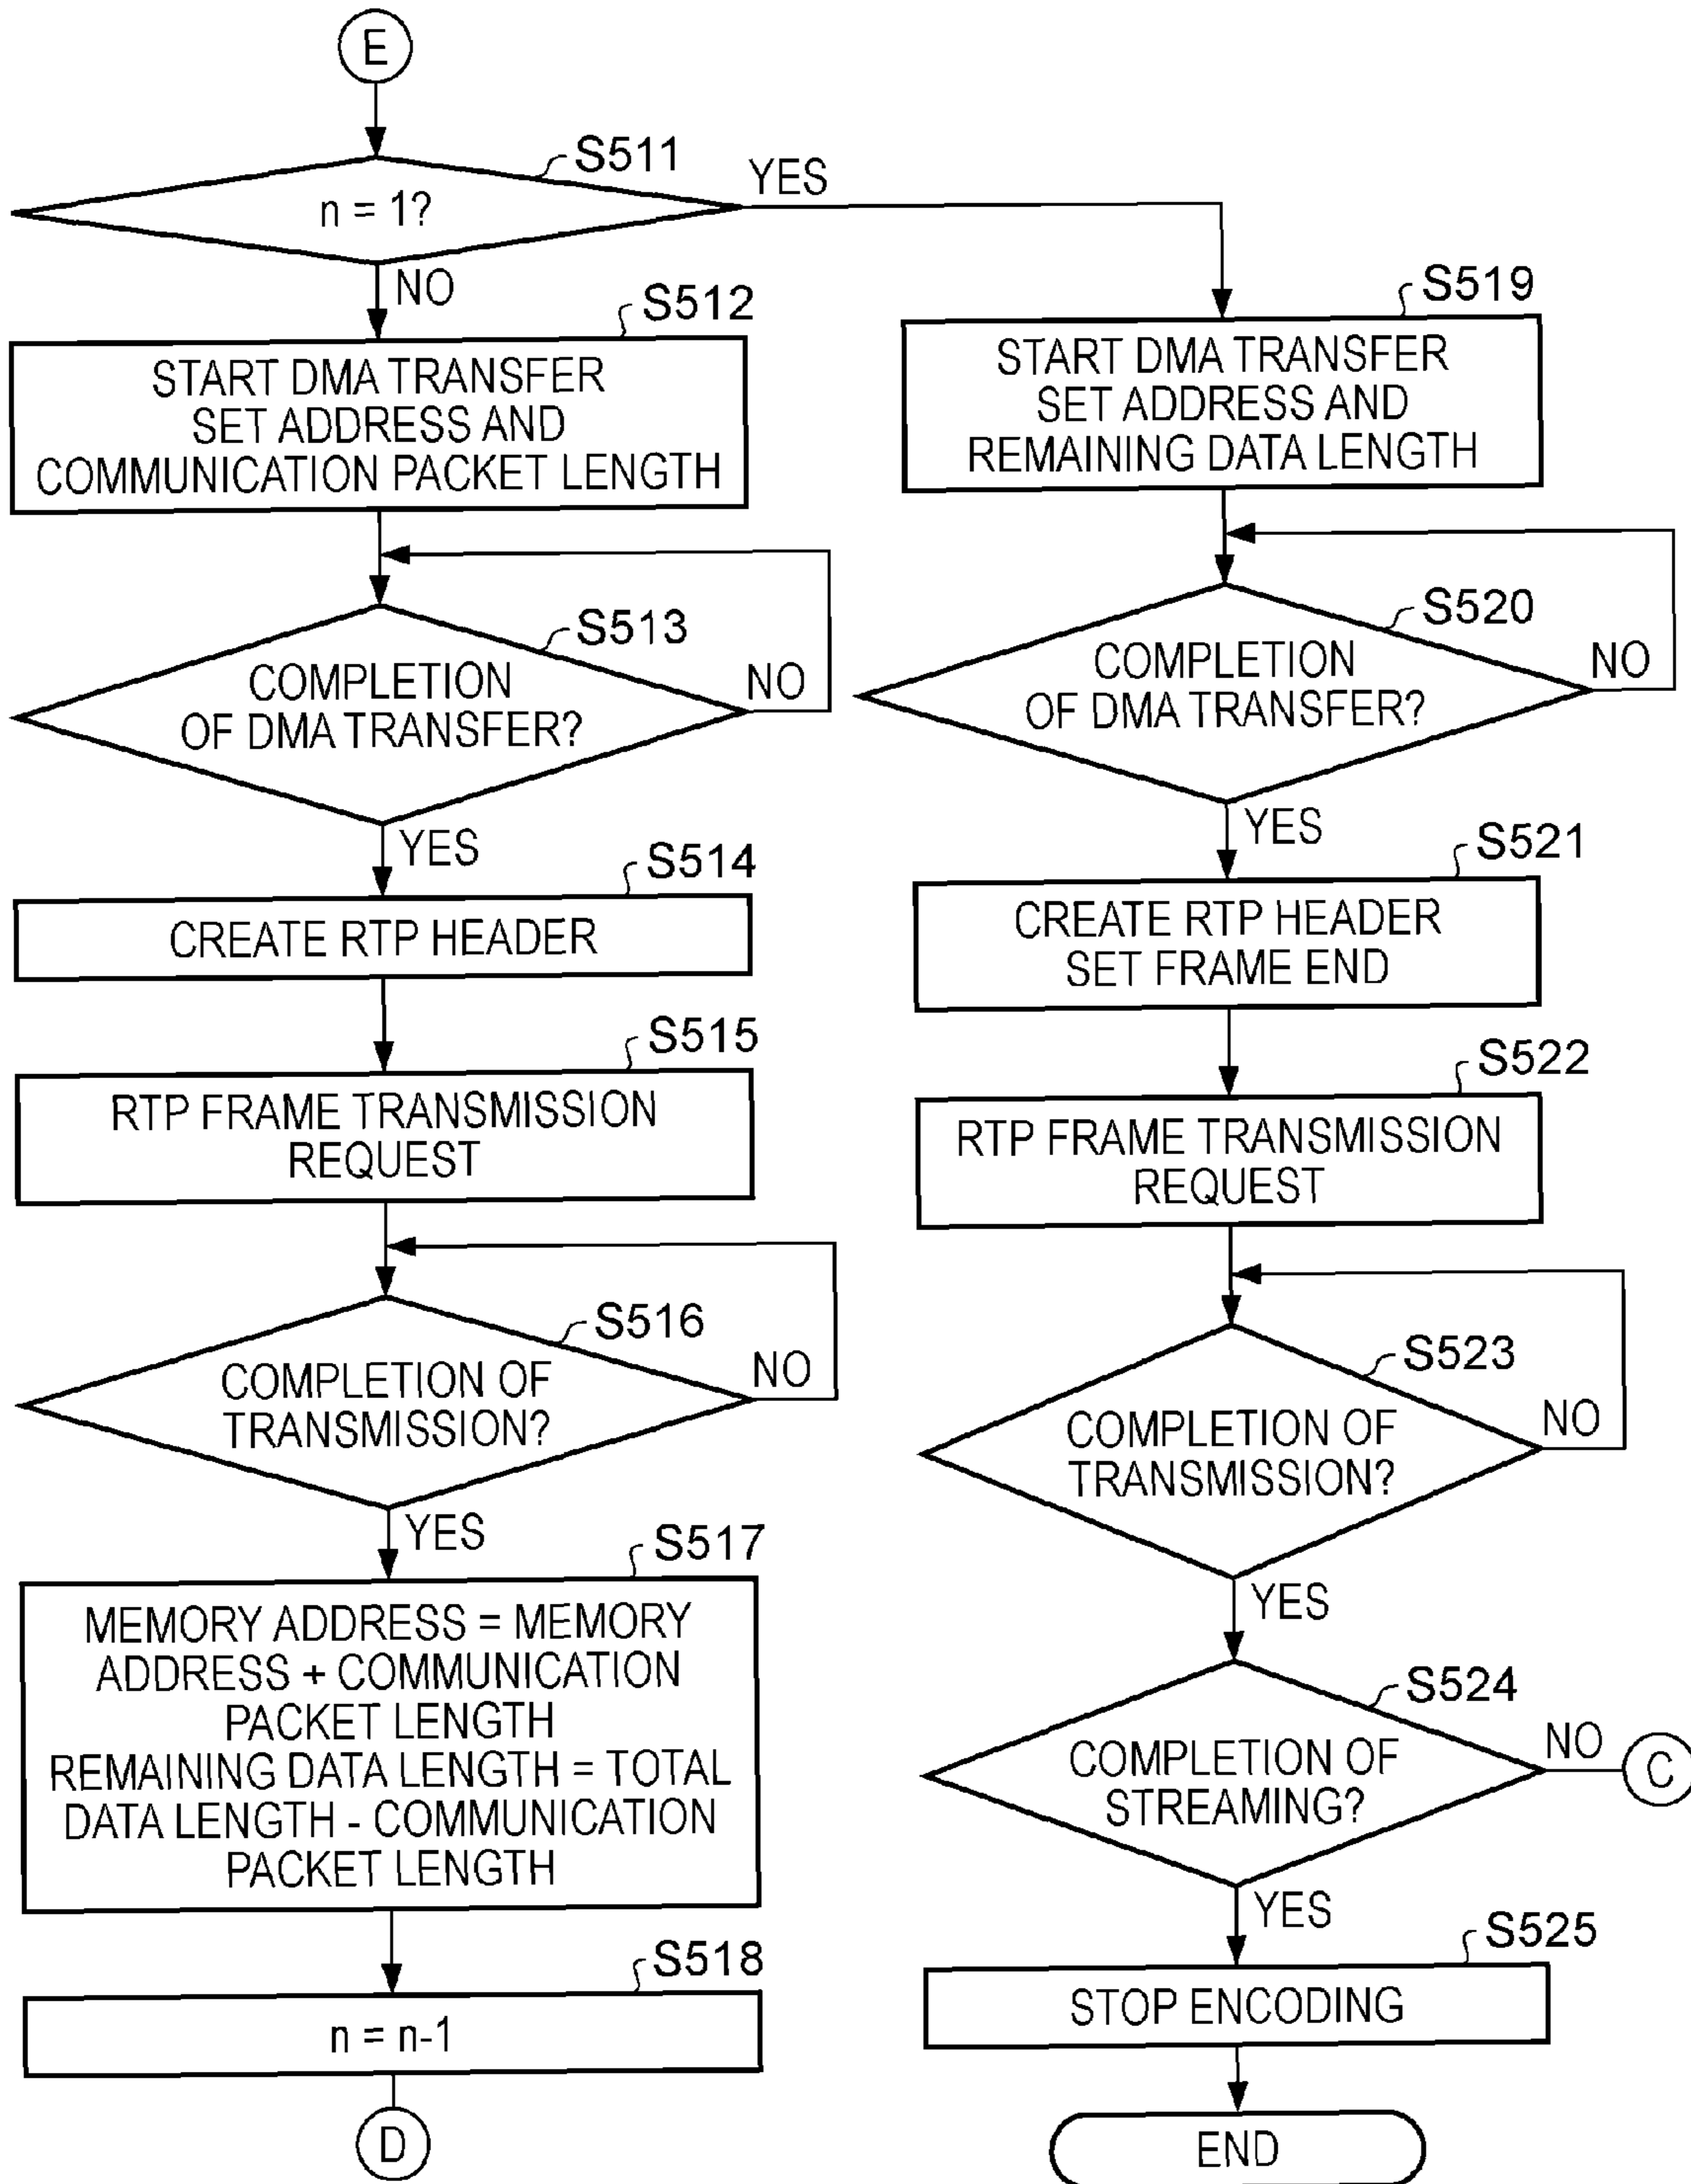 E
S511
n = 1?
YES
NO
S512
START DMA TRANSFER
SET ADDRESS AND
COMMUNICATION PACKET LENGTH
S513
COMPLETION
OF DMA TRANSFER?
NO
YES
S514
CREATE RTP HEADER
S515
RTP FRAME TRANSMISSION
REQUEST
S516
COMPLETION OF
TRANSMISSION?
NO
YES
S517
MEMORY ADDRESS = MEMORY
ADDRESS + COMMUNICATION
PACKET LENGTH
REMAINING DATA LENGTH = TOTAL
DATA LENGTH - COMMUNICATION
PACKET LENGTH
S518
n = n-1
D
S519
START DMA TRANSFER
SET ADDRESS AND
REMAINING DATA LENGTH
S520
COMPLETION
OF DMA TRANSFER?
NO
YES
S521
CREATE RTP HEADER
SET FRAME END
S522
RTP FRAME TRANSMISSION
REQUEST
S523
COMPLETION OF
TRANSMISSION?
NO
YES
S524
COMPLETION OF
STREAMING?
NO
C
YES
S525
STOP ENCODING
END